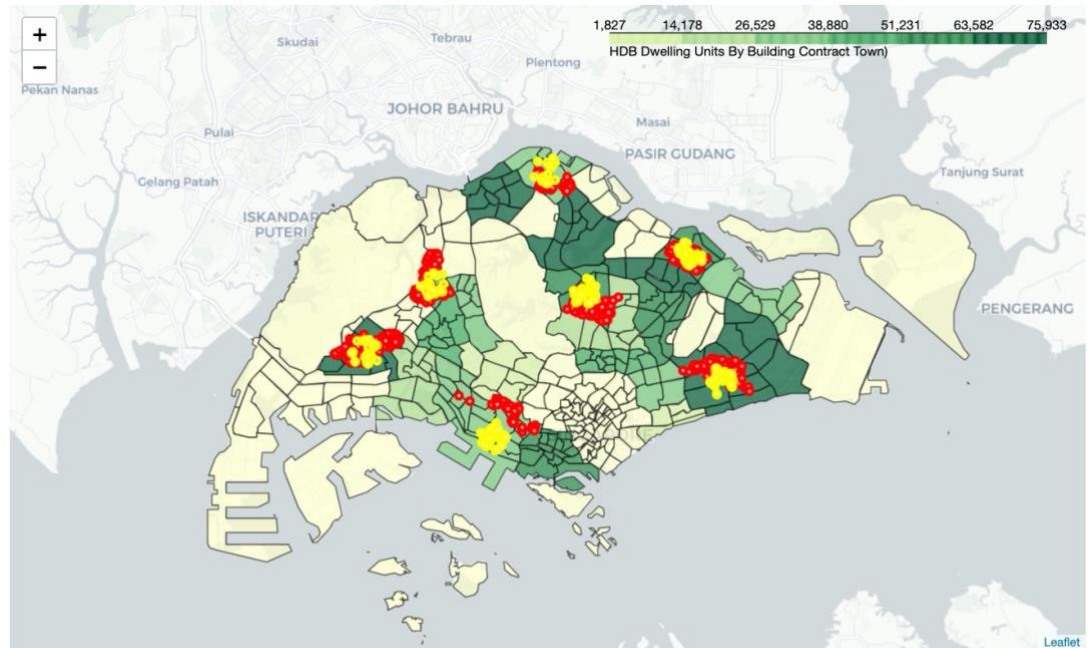 +
−
1,827 14,178 26,529 38,880 51,231 63,582 75,933
HDB Dwelling Units By Building Contract Town)
Skudai
Tebrau
Plentong
Pekan Nanas
JOHOR BAHRU
Pulai
Masai
PASIR GUDANG
Gelang Patah
Tanjung Surat
ISKANDAR
PUTERI
PENGERANG
Leaflet